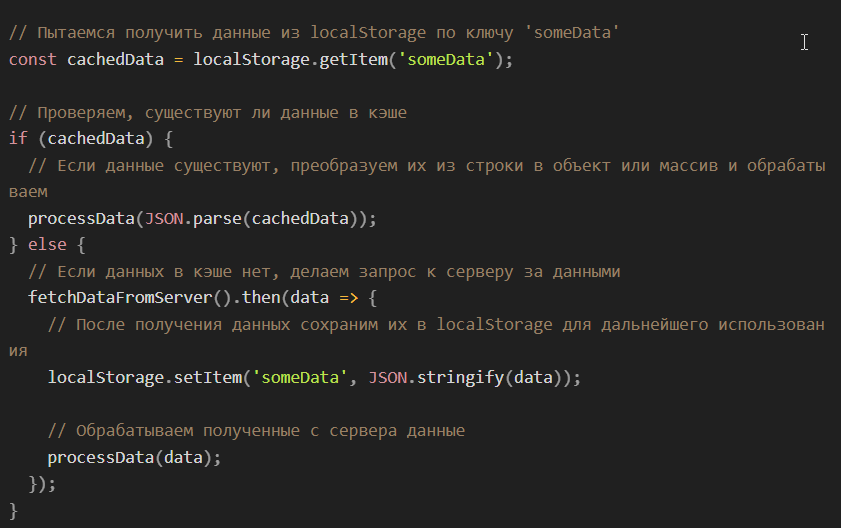 // Пытаемся получить данные из localStorage по ключу 'someData'
const cachedData = localStorage.getItem('someData');
// Проверяем, существуют ли данные в кэше
if (cachedData) {
  // Если данные существуют, преобразуем их из строки в объект или массив и обрабаты
ваем
  processData(JSON.parse(cachedData));
} else {
  // Если данных в кэше нет, делаем запрос к серверу за данными
  fetchDataFromServer().then(data => {
    // После получения данных сохраним их в localStorage для дальнейшего использован
ия
    localStorage.setItem('someData', JSON.stringify(data));
    // Обрабатываем полученные с сервера данные
    processData(data);
  });
}